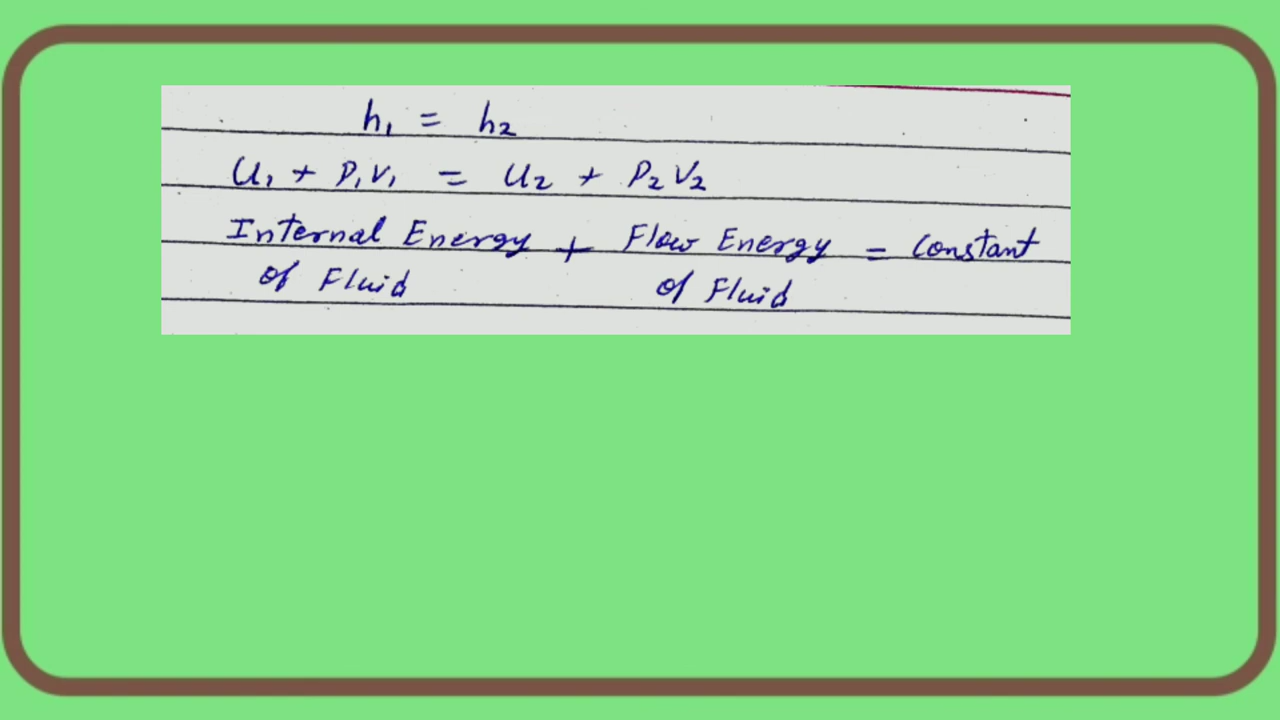 h₁ = h₂
U₁ + P₁V₁ = U₂ + P₂V₂
Internal Energy + Flow Energy = Constant
of Fluid of Fluid